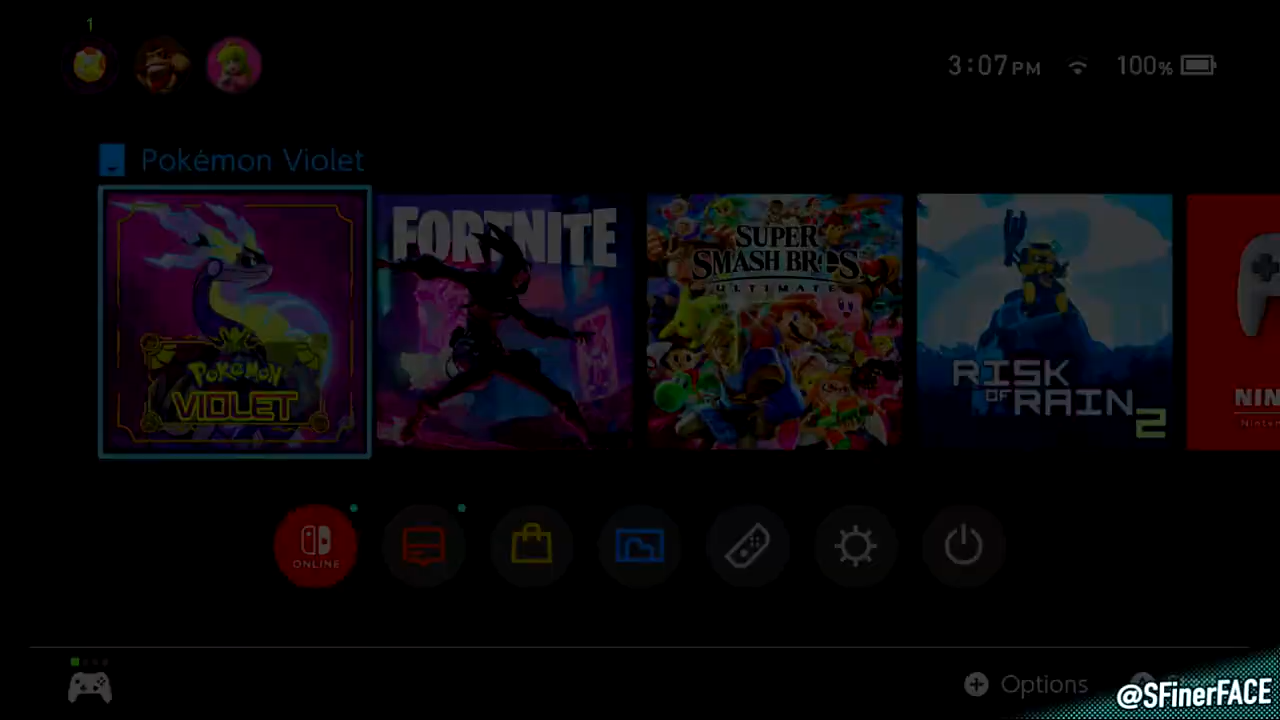 1
3:07PM 100%
Pokémon Violet
POKÉMON
VIOLET
FORTNITE
SUPER
SMASH BROS.
ULTIMATE
RISK
OF RAIN
2
NIN
Ninten
ONLINE
Options
@SFinerFACE